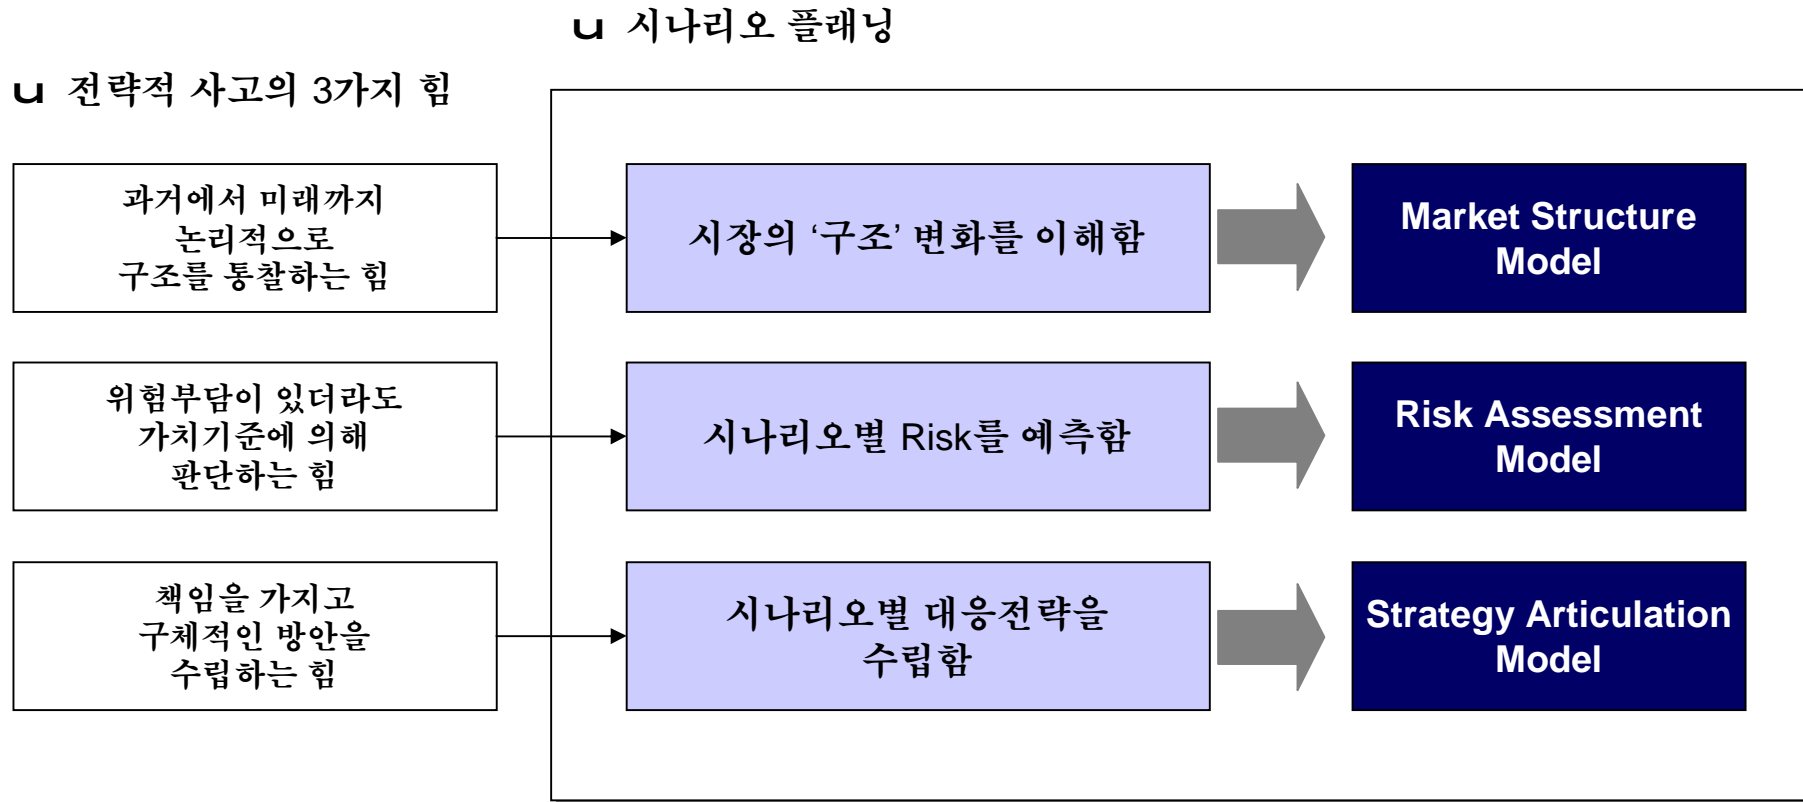 u 시나리오 플래닝
u 전략적 사고의 3가지 힘
과거에서 미래까지
논리적으로
구조를 통찰하는 힘
시장의 ‘구조’ 변화를 이해함
Market Structure
Model
위험부담이 있더라도
가치기준에 의해
판단하는 힘
시나리오별 Risk를 예측함
Risk Assessment
Model
책임을 가지고
구체적인 방안을
수립하는 힘
시나리오별 대응전략을
수립함
Strategy Articulation
Model